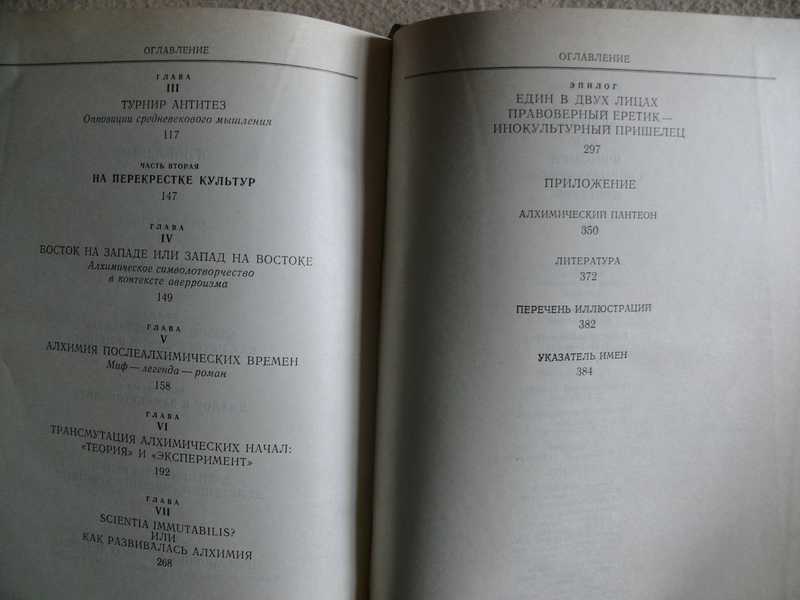 ОГЛАВЛЕНИЕ
ГЛАВА
III
ТУРНИР АНТИТЕЗ
Оппозиции средневекового мышления
117
ЧАСТЬ ВТОРАЯ
НА ПЕРЕКРЕСТКЕ КУЛЬТУР
147
ГЛАВА
IV
ВОСТОК НА ЗАПАДЕ ИЛИ ЗАПАД НА ВОСТОКЕ
Алхимическое символотворчество
в контексте аверроизма
149
ГЛАВА
V
АЛХИМИЯ ПОСЛЕАЛХИМИЧЕСКИХ ВРЕМЕН
Миф — легенда — роман
158
ГЛАВА
VI
ТРАНСМУТАЦИЯ АЛХИМИЧЕСКИХ НАЧАЛ:
«ТЕОРИЯ» И «ЭКСПЕРИМЕНТ»
192
ГЛАВА
VII
SCIENTIA IMMUTABILIS?
ИЛИ
КАК РАЗВИВАЛАСЬ АЛХИМИЯ
268
ОГЛАВЛЕНИЕ
ЭПИЛОГ
ЕДИН В ДВУХ ЛИЦАХ
ПРАВОВЕРНЫЙ ЕРЕТИК —
ИНОКУЛЬТУРНЫЙ ПРИШЕЛЕЦ
297
ПРИЛОЖЕНИЕ
АЛХИМИЧЕСКИЙ ПАНТЕОН
350
ЛИТЕРАТУРА
372
ПЕРЕЧЕНЬ ИЛЛЮСТРАЦИЙ
382
УКАЗАТЕЛЬ ИМЕН
384